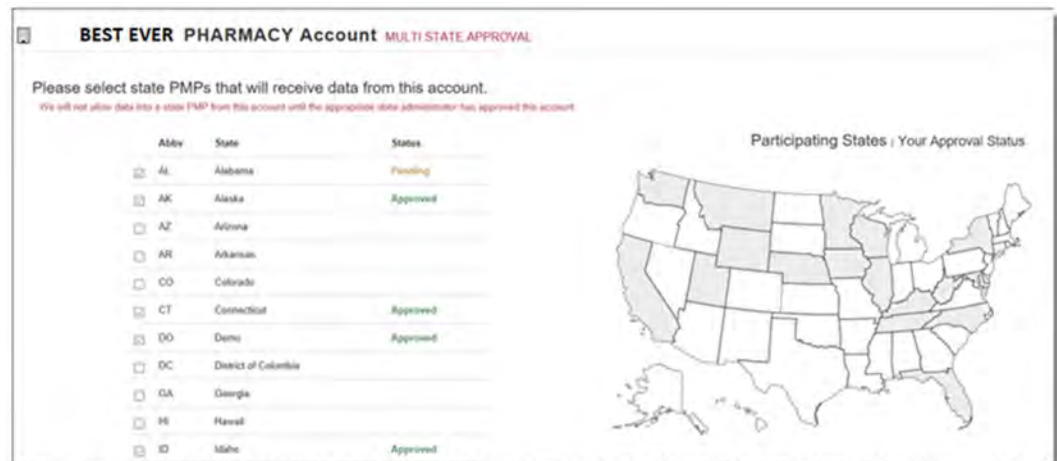 BEST EVER PHARMACY Account MULTI STATE APPROVAL
Please select state PMPs that will receive data from this account.
We will not allow data into a state PMP from this account until the appropriate state administrator has approved this account
Participating States | Your Approval Status
Abbv State Status
AL Alabama Pending
AK Alaska Approved
AZ Arizona
AR Arkansas
CO Colorado
CT Connecticut Approved
DO Demo Approved
DC District of Columbia
GA Georgia
HI Hawaii
ID Idaho Approved